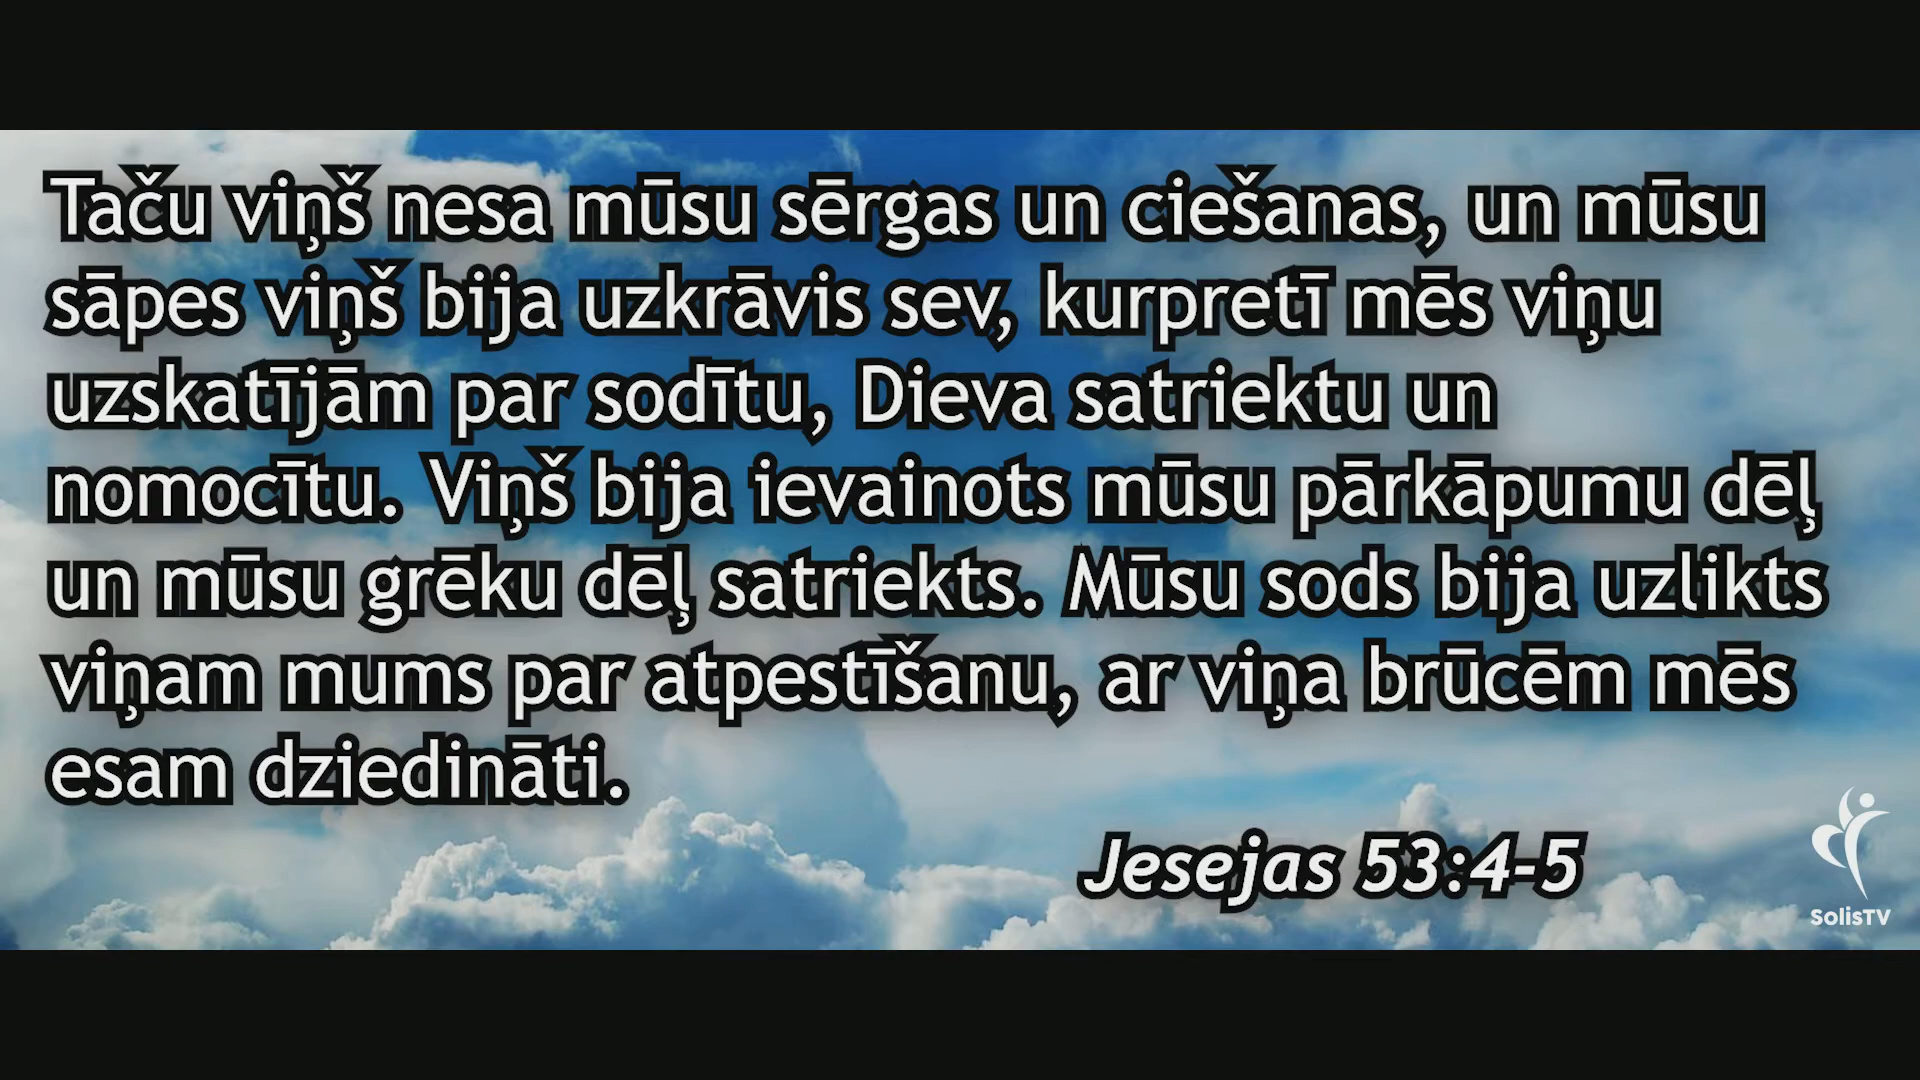 Taču viņš nesa mūsu sērgas un ciešanas, un mūsu
sāpes viņš bija uzkrāvis sev, kurpretī mēs viņu
uzskatījām par sodītu, Dieva satriektu un
nomocītu. Viņš bija ievainots mūsu pārkāpumu dēļ
un mūsu grēku dēļ satriekts. Mūsu sods bija uzlikts
viņam mums par atpestīšanu, ar viņa brūcēm mēs
esam dziedināti.
Jesejas 53:4-5
SolisTV